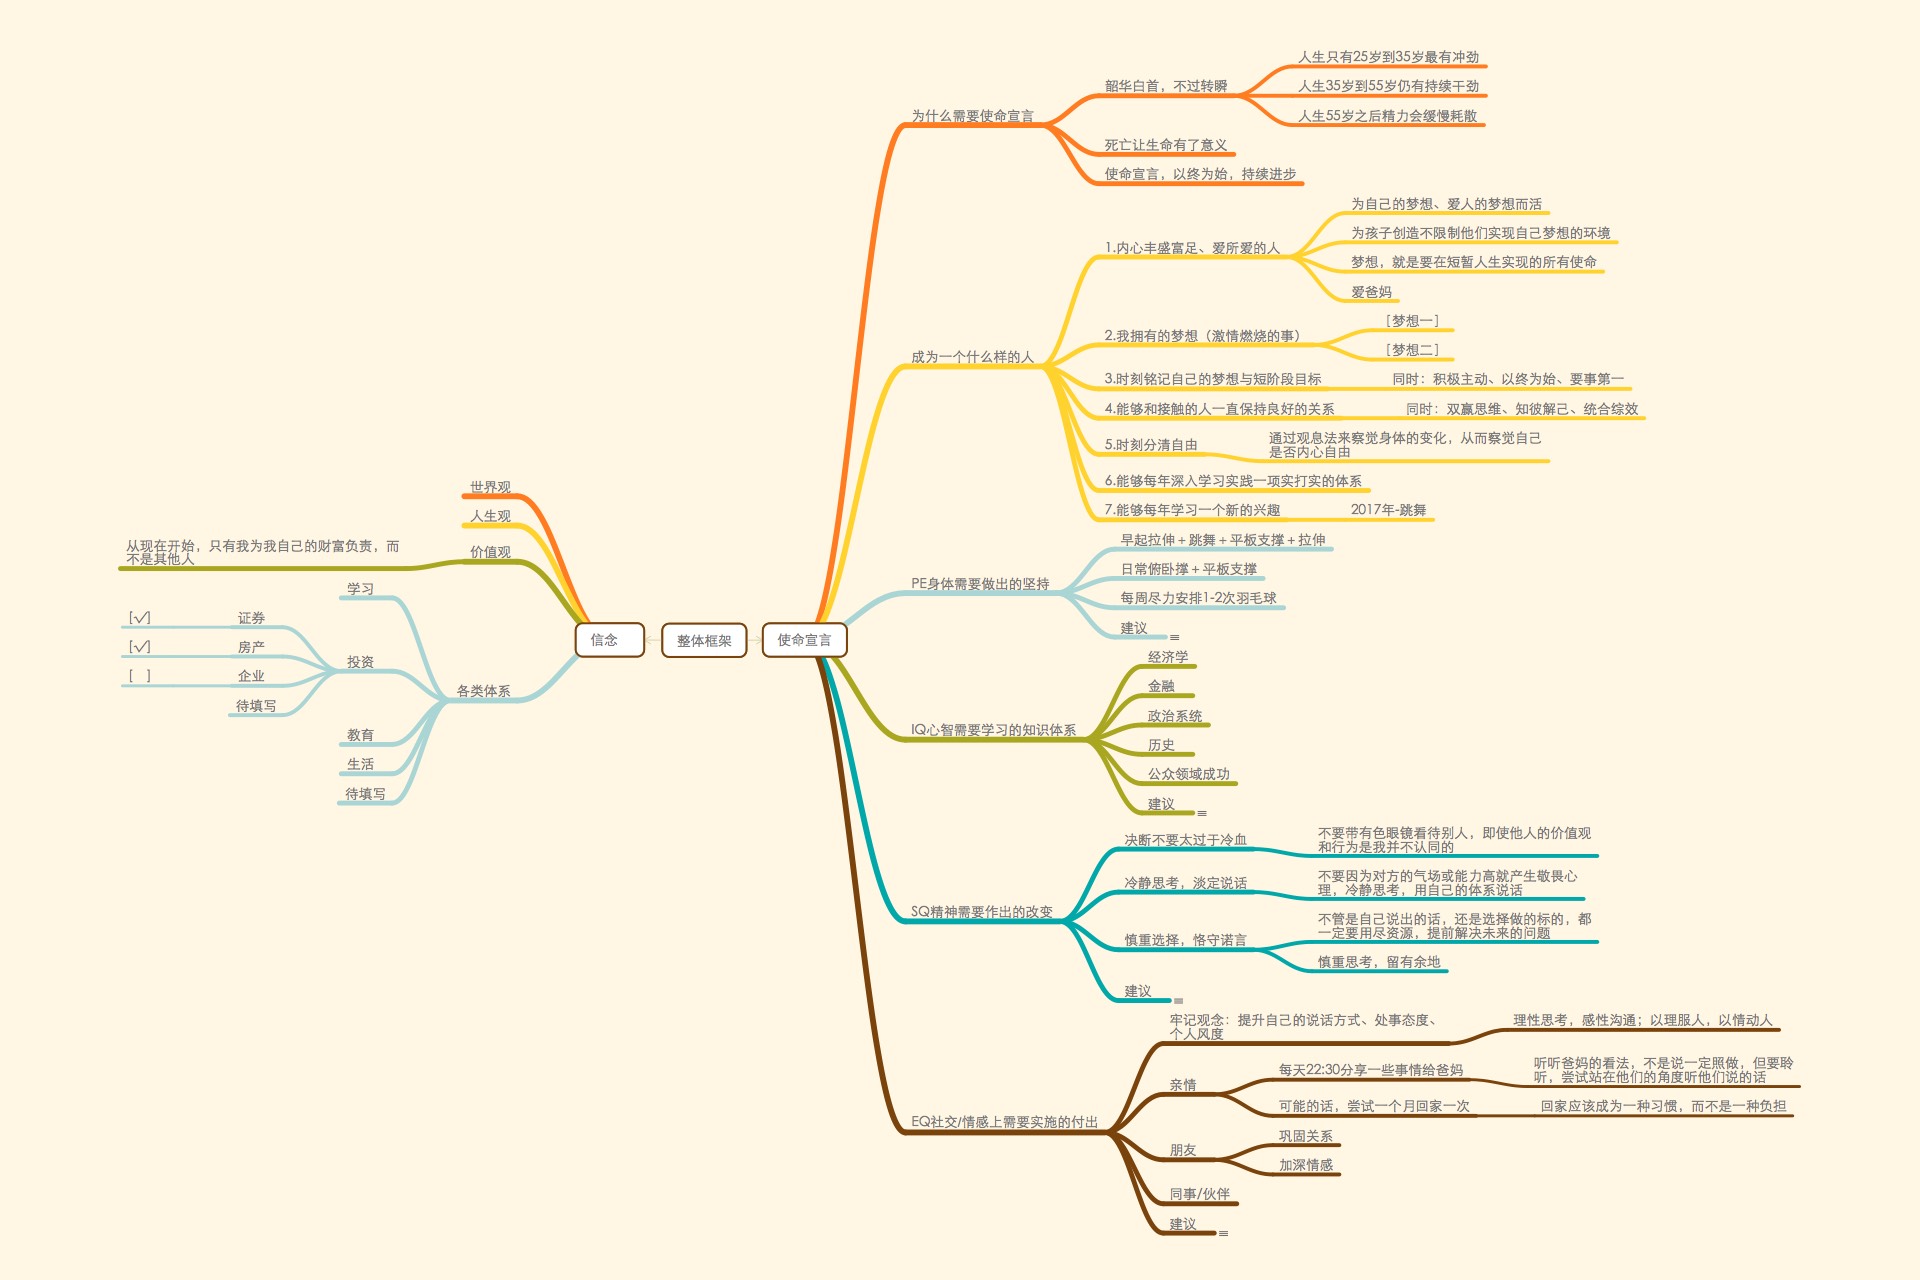 整体框架
使命宣言
为什么需要使命宣言
韶华白首，不过转瞬
人生只有25岁到35岁最有冲劲
人生35岁到55岁仍有持续干劲
人生55岁之后精力会缓慢耗散
死亡让生命有了意义
使命宣言，以终为始，持续进步
成为一个什么样的人
1.内心丰盛富足、爱所爱的人
为自己的梦想、爱人的梦想而活
为孩子创造不限制他们实现自己梦想的环境
梦想，就是要在短暂人生实现的所有使命
爱爸妈
2.我拥有的梦想（激情燃烧的事）
[梦想一]
[梦想二]
3.时刻铭记自己的梦想与短阶段目标
同时：积极主动、以终为始、要事第一
4.能够和接触的人一直保持良好的关系
同时：双赢思维、知彼解己、统合综效
5.时刻分清自由
通过观息法来察觉身体的变化，从而察觉自己
是否内心自由
6.能够每年深入学习实践一项实打实的体系
7.能够每年学习一个新的兴趣
2017年-跳舞
PE身体需要做出的坚持
早起拉伸＋跳舞＋平板支撑＋拉伸
日常俯卧撑＋平板支撑
每周尽力安排1-2次羽毛球
建议
IQ心智需要学习的知识体系
经济学
金融
政治系统
历史
公众领域成功
建议
SQ精神需要作出的改变
决断不要太过于冷血
不要带有色眼镜看待别人，即使他人的价值观
和行为是我并不认同的
冷静思考，淡定说话
不要因为对方的气场或能力高就产生敬畏心
理，冷静思考，用自己的体系说话
慎重选择，恪守诺言
不管是自己说出的话，还是选择做的标的，都
一定要用尽资源，提前解决未来的问题
慎重思考，留有余地
建议
EQ社交/情感上需要实施的付出
牢记观念：提升自己的说话方式、处事态度、
个人风度
理性思考，感性沟通；以理服人，以情动人
亲情
每天22:30分享一些事情给爸妈
听听爸妈的看法，不是说一定照做，但要聆
听，尝试站在他们的角度听他们说的话
可能的话，尝试一个月回家一次
回家应该成为一种习惯，而不是一种负担
朋友
巩固关系
加深情感
同事/伙伴
建议
信念
世界观
人生观
价值观
从现在开始，只有我为我自己的财富负责，而
不是其他人
各类体系
学习
投资
证券
[✓]
房产
[✓]
企业
[ ]
待填写
教育
生活
待填写